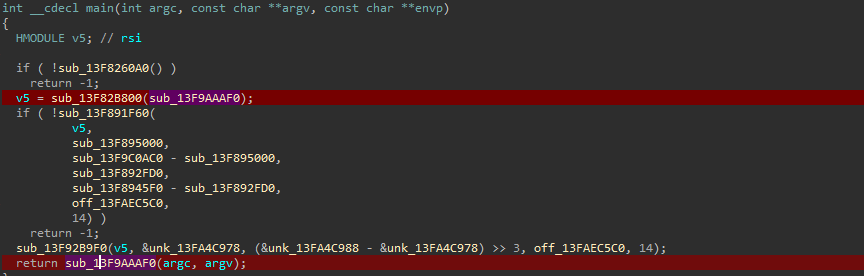 int __cdecl main(int argc, const char **argv, const char **envp)
{
HMODULE v5; // rsi
if ( !sub_13F8260A0() )
return -1;
v5 = sub_13F82B800(sub_13F9AAAF0);
if ( !sub_13F891F60(
v5,
sub_13F895000,
sub_13F9C0AC0 - sub_13F895000,
sub_13F892FD0,
sub_13F8945F0 - sub_13F892FD0,
off_13FAEC5C0,
14) )
return -1;
sub_13F92B9F0(v5, &unk_13FA4C978, (&unk_13FA4C988 - &unk_13FA4C978) >> 3, off_13FAEC5C0, 14);
return sub_13F9AAAF0(argc, argv);